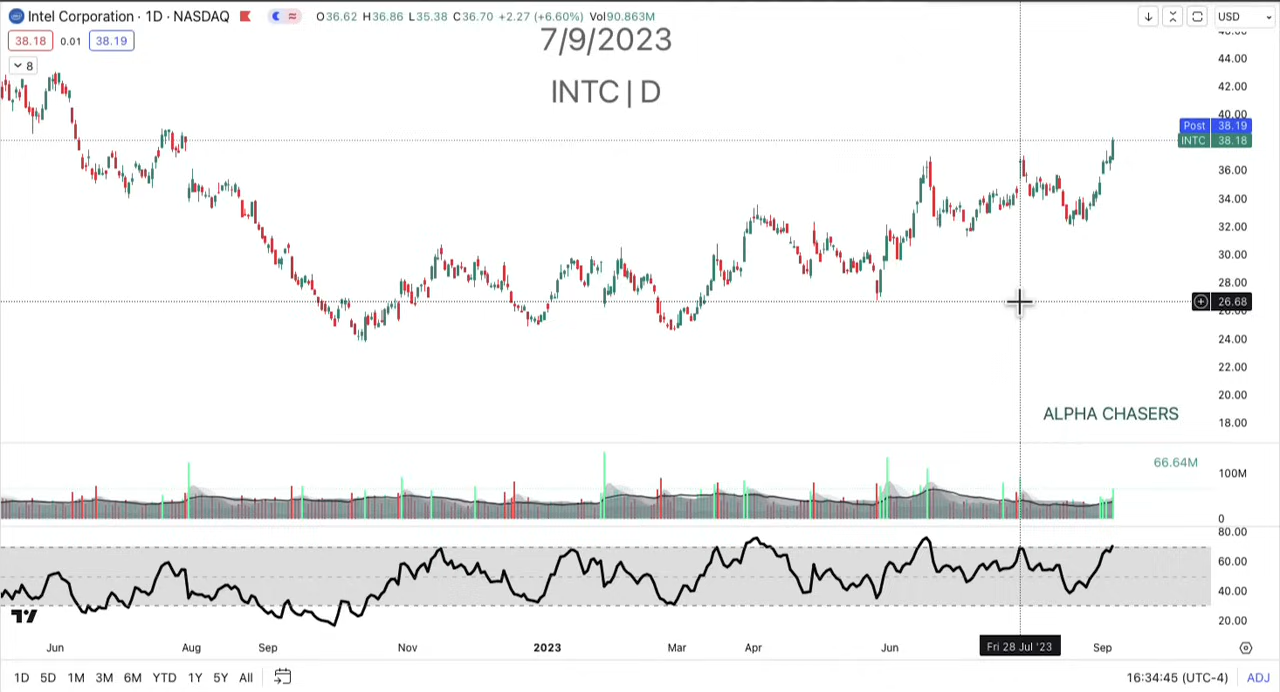 Intel Corporation · 1D · NASDAQ O36.62 H36.86 L35.38 C36.70 +2.27 (+6.60%) Vol90.863M USD
38.18 0.01 38.19
7/9/2023
8
INTC | D
44.00
42.00
40.00
Post 38.19
INTC 38.18
36.00
34.00
32.00
30.00
28.00
26.68
24.00
22.00
20.00
18.00
ALPHA CHASERS
66.64M
100M
0
80.00
60.00
40.00
20.00
Jun Aug Sep Nov 2023 Mar Apr Jun Fri 28 Jul '23 Sep
1D 5D 1M 3M 6M YTD 1Y 5Y All 16:34:45 (UTC-4) ADJ